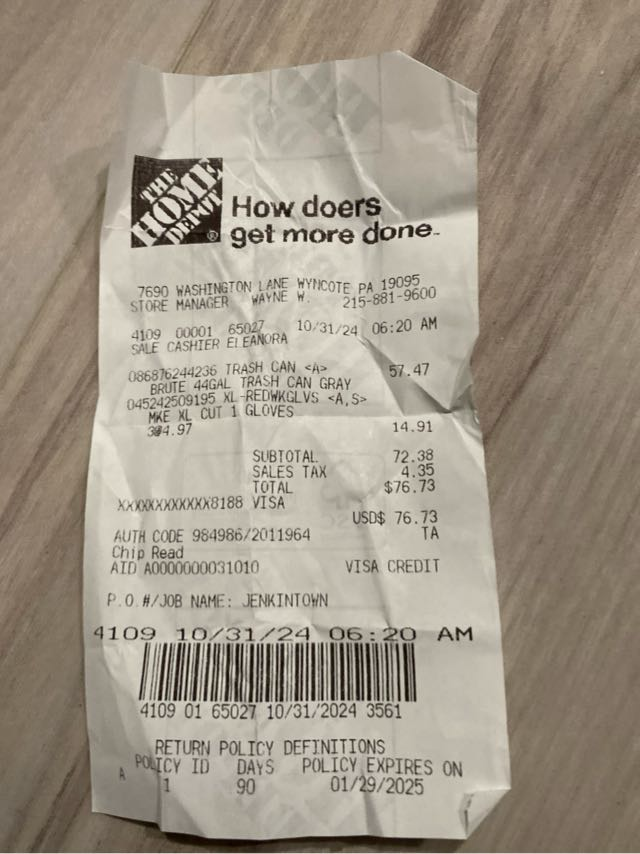 THE
HOME
DEPOT
®
How doers
get more done™
7690 WASHINGTON LANE WYNCOTE PA 19095
STORE MANAGER WAYNE W. 215-881-9600
4109 00001 65027 10/31/24 06:20 AM
SALE CASHIER ELEANORA
086876244236 TRASH CAN <A> 57.47
BRUTE 44GAL TRASH CAN GRAY
045242509195 XL-REDWKGLVS <A,S>
MKE XL CUT 1 GLOVES
3@4.97 14.91
SUBTOTAL 72.38
SALES TAX 4.35
TOTAL $76.73
XXXXXXXXXXXX8188 VISA
USD$ 76.73
AUTH CODE 984986/2011964 TA
Chip Read
AID A0000000031010 VISA CREDIT
P.O.#/JOB NAME: JENKINTOWN
4109 10/31/24 06:20 AM
4109 01 65027 10/31/2024 3561
RETURN POLICY DEFINITIONS
POLICY ID DAYS POLICY EXPIRES ON
A 1 90 01/29/2025